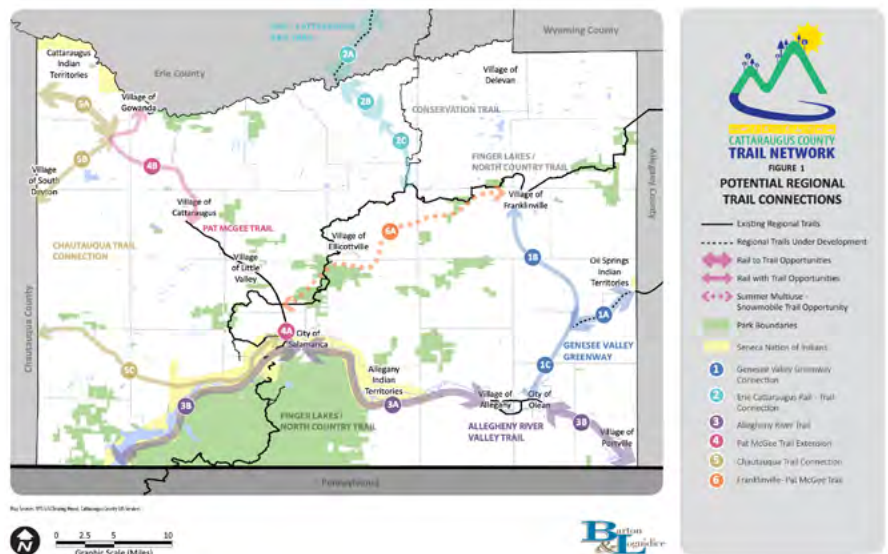 Wyoming County
Cattaraugus
Indian
Territories
Erie County
2A
Village of
Delevan
5A
Village of
Gowanda
2B
CONSERVATION TRAIL
5B
4B
2C
Village
of South
Dayton
FINGER LAKES /
NORTH COUNTRY TRAIL
Allegany County
Village of
Cattaraugus
Village of
Franklinville
PAT MCGEE TRAIL
6A
Village of
Ellicottville
CHAUTAUQUA TRAIL
CONNECTION
Village
of Little
Valley
1B
Oil Springs
Indian
Territories
Chautauqua County
4A
City of
Salamanca
1A
GENESEE VALLEY
GREENWAY
5C
Allegany
Indian
Territories
1C
3B
3A
Village of
Allegany
City of
Olean
FINGER LAKES /
NORTH COUNTRY TRAIL
ALLEGHENY RIVER
VALLEY TRAIL
3B
Village of
Portville
Pennsylvania
N
0 2.5 5 10
Graphic Scale (Miles)
Barton
& Loguidice
CATTARAUGUS COUNTY
TRAIL NETWORK
FIGURE 1
POTENTIAL REGIONAL
TRAIL CONNECTIONS
Existing Regional Trails
Regional Trails Under Development
Rail to Trail Opportunities
Rail with Trail Opportunities
Summer Multiuse -
Snowmobile Trail Opportunity
Park Boundaries
Seneca Nation of Indians
1 Genesee Valley Greenway
Connection
2 Erie Cattaraugus Rail - Trail
Connection
3 Allegheny River Trail
4 Pat McGee Trail Extension
5 Chautauqua Trail Connection
6 Franklinville- Pat McGee Trail